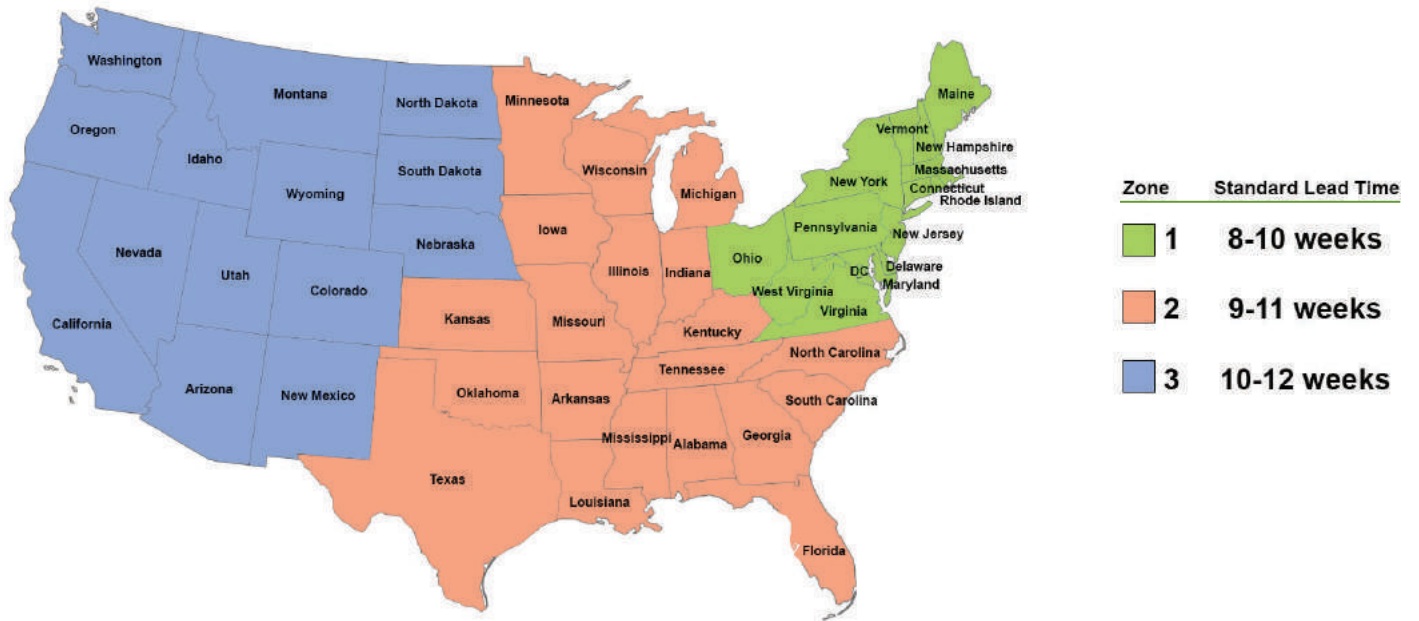 Washington
Montana
North Dakota
Minnesota
Maine
Oregon
Idaho
Vermont
New Hampshire
South Dakota
Wisconsin
Michigan
Massachusetts
New York
Connecticut
Rhode Island
Wyoming
Nebraska
Iowa
Pennsylvania
New Jersey
Nevada
Utah
Colorado
Illinois
Indiana
Ohio
DC
Delaware
Maryland
West Virginia
Virginia
California
Kansas
Missouri
Kentucky
North Carolina
Tennessee
Arizona
New Mexico
Oklahoma
Arkansas
South Carolina
Mississippi
Alabama
Georgia
Texas
Louisiana
Florida
Zone Standard Lead Time
1 8-10 weeks
2 9-11 weeks
3 10-12 weeks